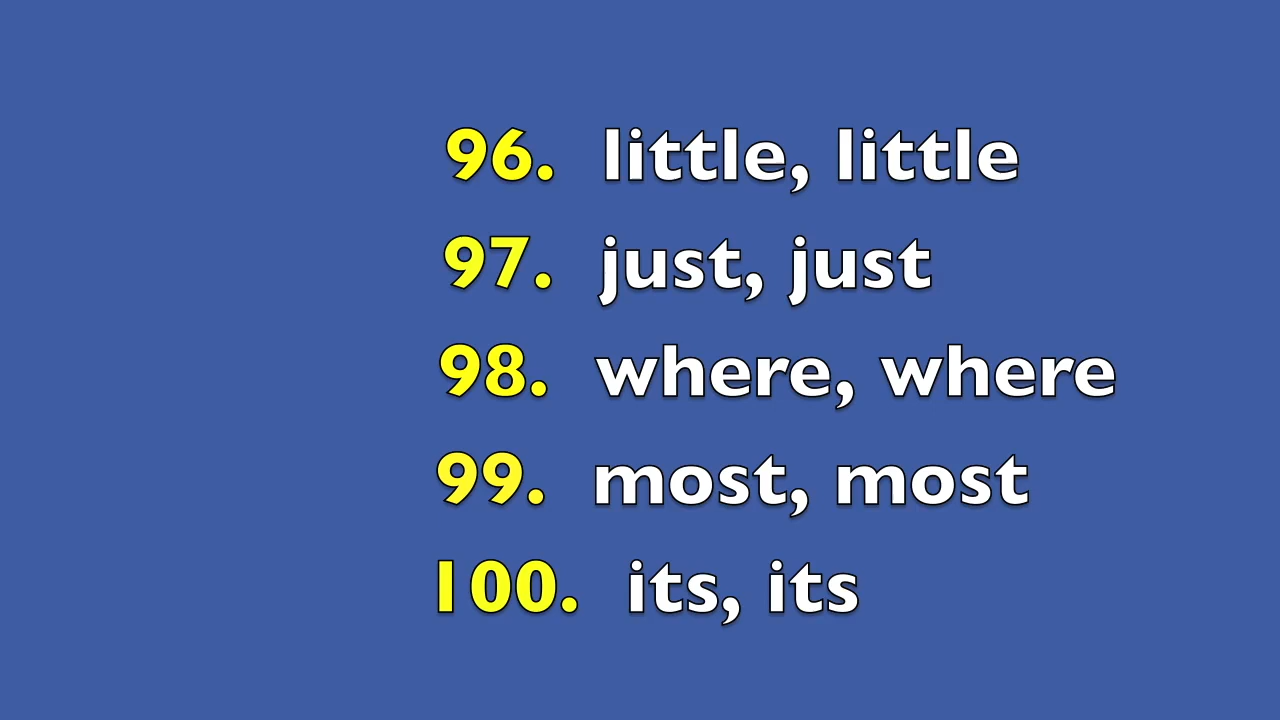 96. little, little
97. just, just
98. where, where
99. most, most
100. its, its